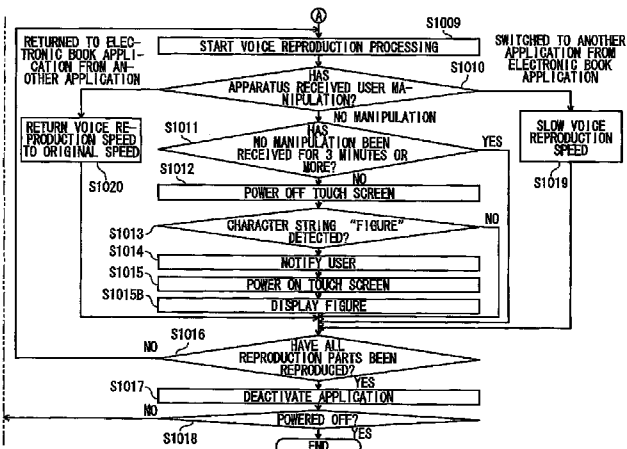 A
S1009
START VOICE REPRODUCTION PROCESSING
RETURNED TO ELEC-
TRONIC BOOK APPLI-
CATION FROM AN-
OTHER APPLICATION
SWITCHED TO ANOTHER
APPLICATION FROM
ELECTRONIC BOOK
APPLICATION
HAS
APPARATUS RECEIVED USER MA-
NIPULATION?
S1010
NO MANIPULATION
RETURN VOICE RE-
PRODUCTION SPEED
TO ORIGINAL SPEED
S1020
S1011
HAS
NO MANIPULATION BEEN
RECEIVED FOR 3 MINUTES OR
MORE?
YES
SLOW VOICE
REPRODUCTION
SPEED
S1019
S1012
NO
POWER OFF TOUCH SCREEN
S1013
CHARACTER STRING "FIGURE"
DETECTED?
NO
S1014
NOTIFY USER
S1015
POWER ON TOUCH SCREEN
S1015B
DISPLAY FIGURE
NO
S1016
HAVE ALL
REPRODUCTION PARTS BEEN
REPRODUCED?
YES
S1017
DEACTIVATE APPLICATION
NO
POWERED OFF?
S1018
YES
END